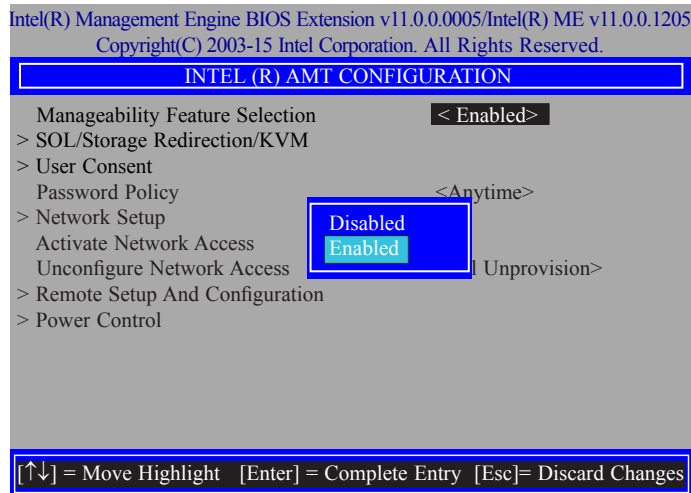 Intel(R) Management Engine BIOS Extension v11.0.0.0005/Intel(R) ME v11.0.0.1205
Copyright(C) 2003-15 Intel Corporation. All Rights Reserved.
INTEL (R) AMT CONFIGURATION
Manageability Feature Selection < Enabled>
> SOL/Storage Redirection/KVM
> User Consent
Password Policy <Anytime>
> Network Setup
Disabled
Activate Network Access
Enabled
Unconfigure Network Access l Unprovision>
> Remote Setup And Configuration
> Power Control
[↑↓] = Move Highlight [Enter] = Complete Entry [Esc]= Discard Changes